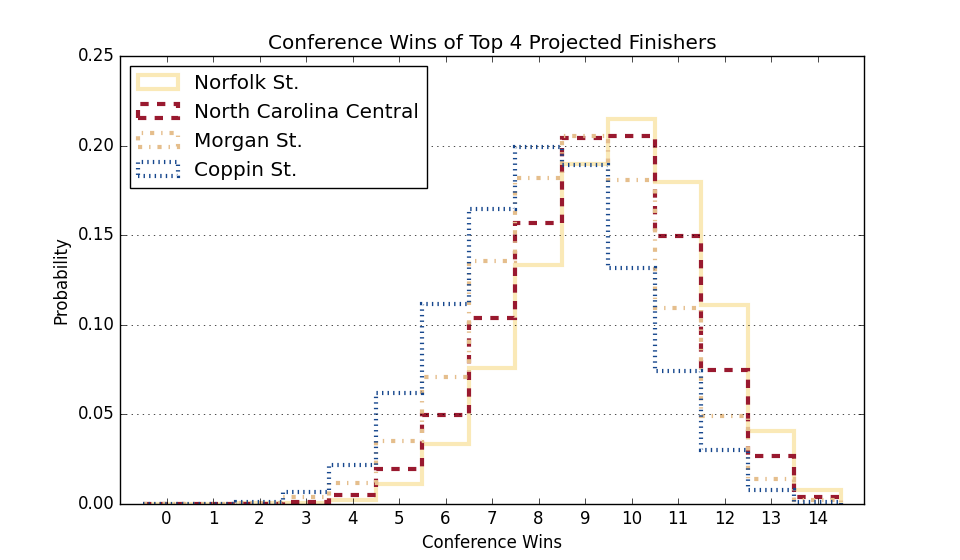 Conference Wins of Top 4 Projected Finishers
0.25
0.20
0.15
0.10
0.05
0.00
Probability
Norfolk St.
North Carolina Central
Morgan St.
Coppin St.
0 1 2 3 4 5 6 7 8 9 10 11 12 13 14
Conference Wins